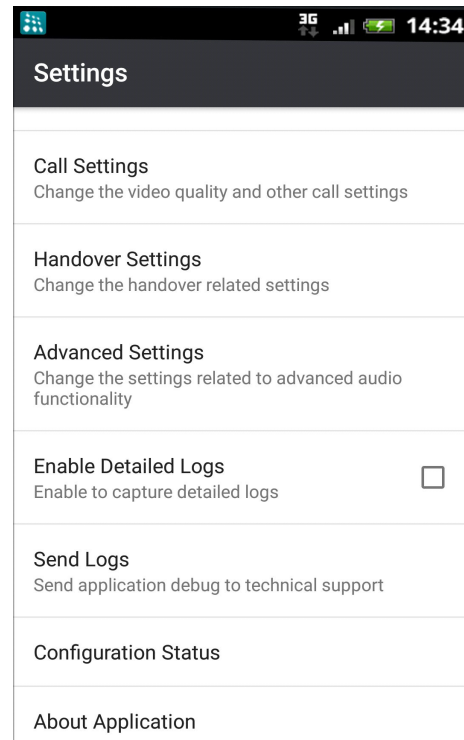 3G
14:34
Settings
Call Settings
Change the video quality and other call settings
Handover Settings
Change the handover related settings
Advanced Settings
Change the settings related to advanced audio
functionality
Enable Detailed Logs
Enable to capture detailed logs
Send Logs
Send application debug to technical support
Configuration Status
About Application